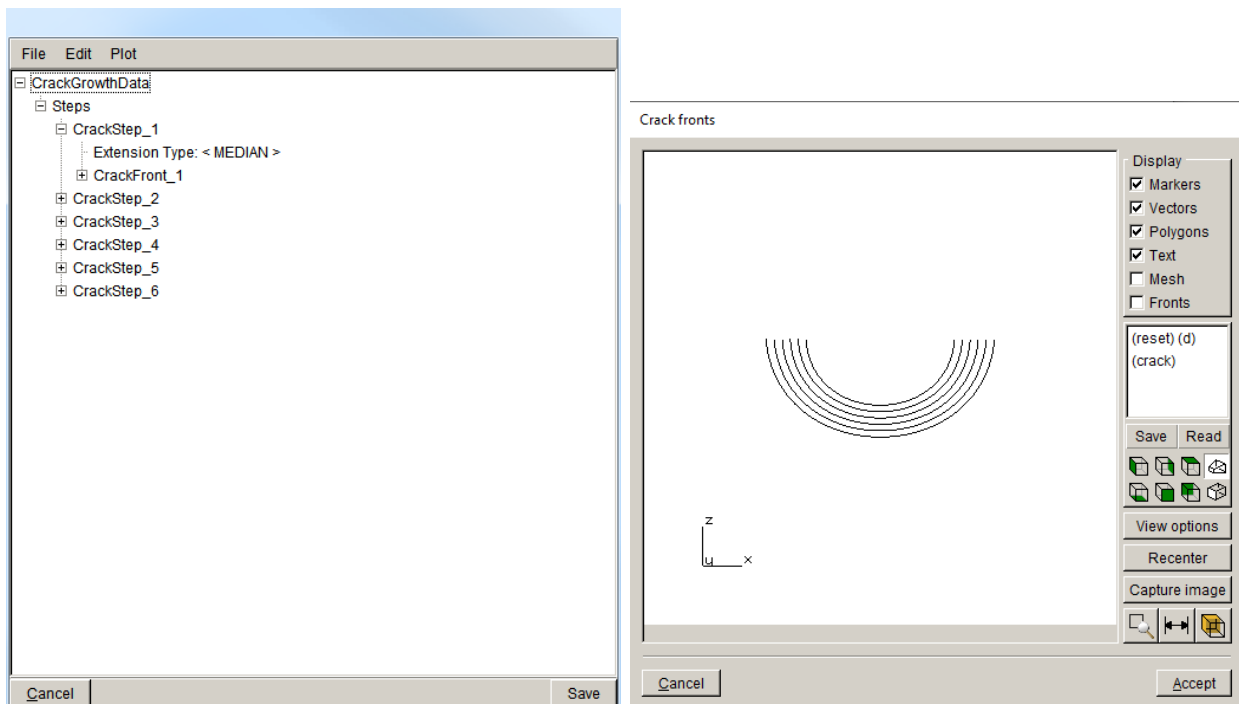 File Edit Plot
CrackGrowthData
Steps
CrackStep_1
Extension Type: < MEDIAN >
CrackFront_1
CrackStep_2
CrackStep_3
CrackStep_4
CrackStep_5
CrackStep_6
Cancel Save
Crack fronts
Display
Markers
Vectors
Polygons
Text
Mesh
Fronts
(reset) (d)
(crack)
Save Read
View options
Recenter
Capture image
z
y x
Cancel Accept